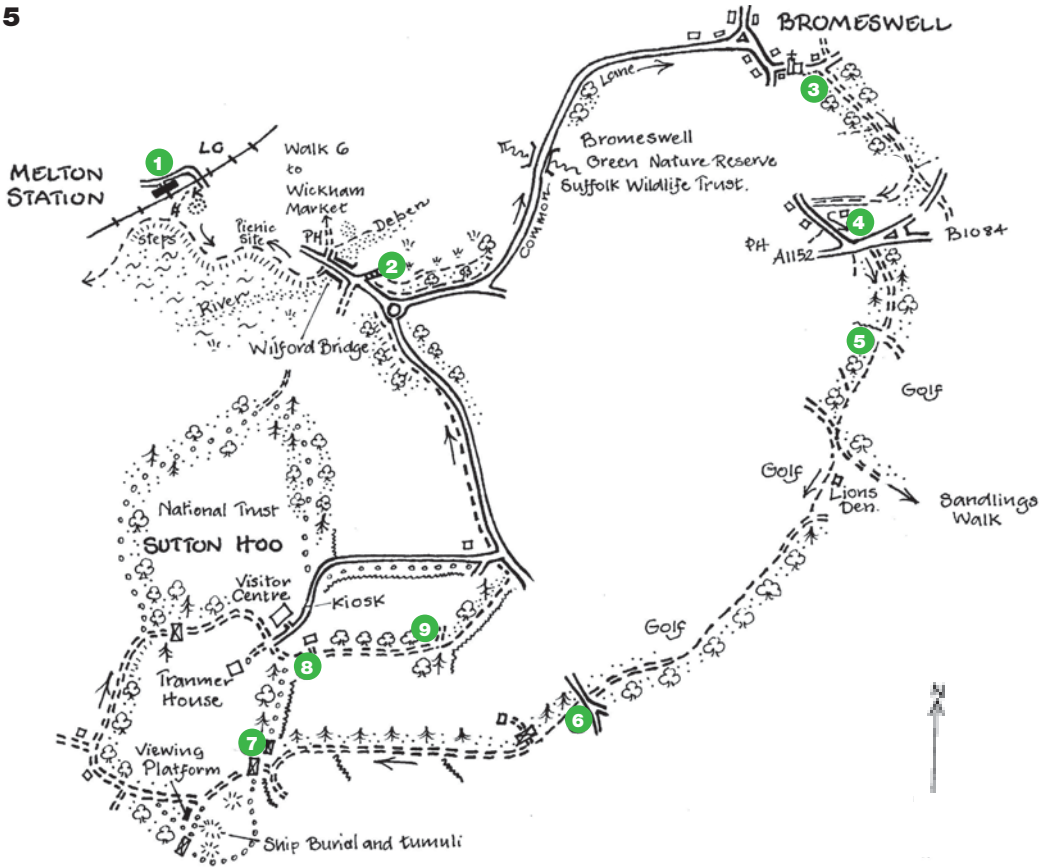 5
BROMESWELL
Lane
3
1
LG
MELTON
STATION
Walk 6
to
Wickham
Market
Bromeswell
Green Nature Reserve
Suffolk Wildlife Trust.
COMMON
Deben
PH
Picnic
site
steps
2
4
B1084
PH
A1152
River
Wilford Bridge
5
Golf
Golf
Lions
Den.
Sandlings
Walk
National Trust
SUTTON HOO
Visitor
Centre
Kiosk
9
Golf
8
Tranmer
House
6
7
Viewing
Platform
Ship Burial and tumuli
N